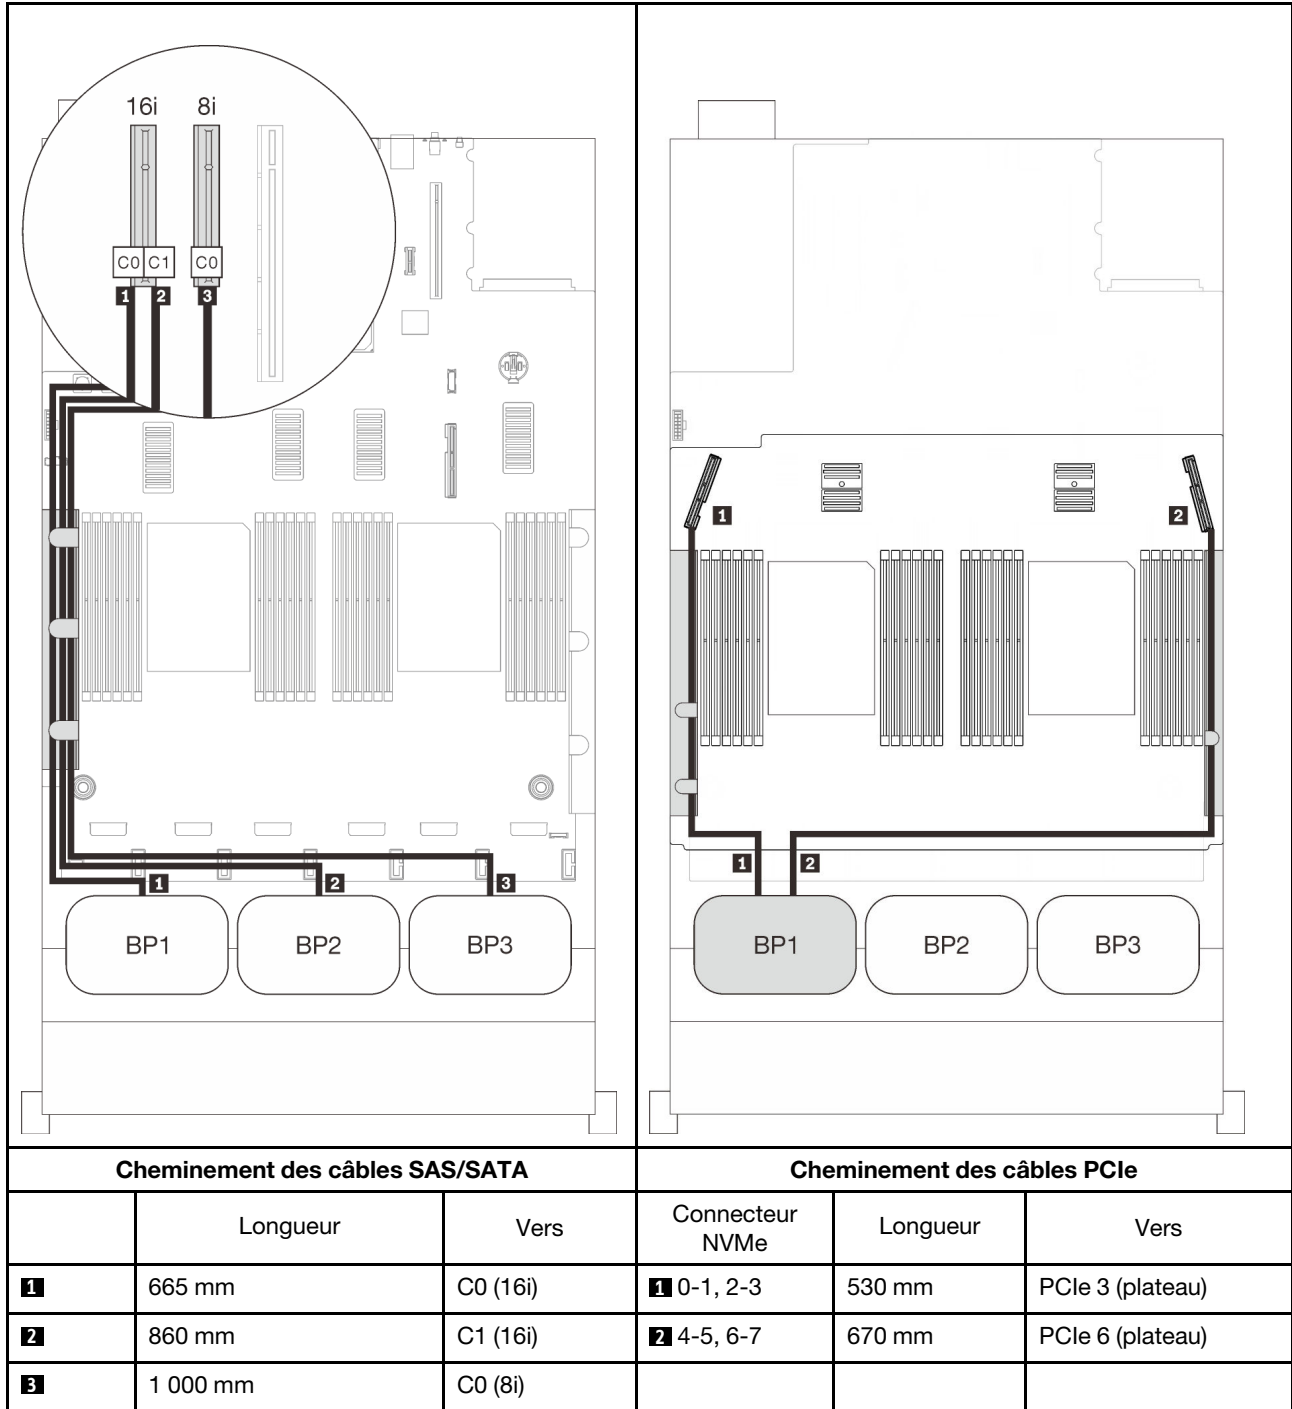 16i 8i
C0 C1 C0
1 2 3
1 2
1 2 3
1 2
BP1 BP2 BP3
BP1 BP2 BP3
Cheminement des câbles SAS/SATA
Cheminement des câbles PCIe
Longueur Vers
Connecteur NVMe Longueur Vers
1 665 mm C0 (16i)
1 0-1, 2-3 530 mm PCIe 3 (plateau)
2 860 mm C1 (16i)
2 4-5, 6-7 670 mm PCIe 6 (plateau)
3 1 000 mm C0 (8i)